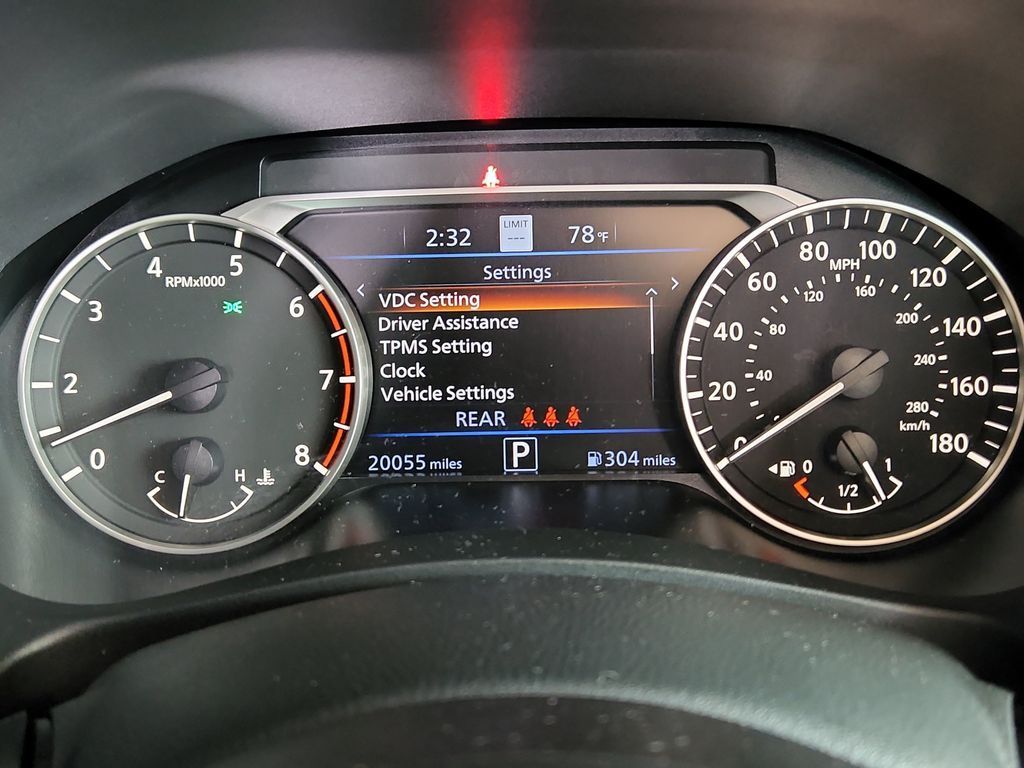 2:32
LIMIT
---
78°F
Settings
VDC Setting
Driver Assistance
TPMS Setting
Clock
Vehicle Settings
REAR
20055 miles
P
304 miles
RPMx1000
0
2
3
4
5
6
7
8
C
H
MPH
0
20
40
60
80
100
120
140
160
180
40
80
120
160
200
240
280
km/h
0
1/2
1